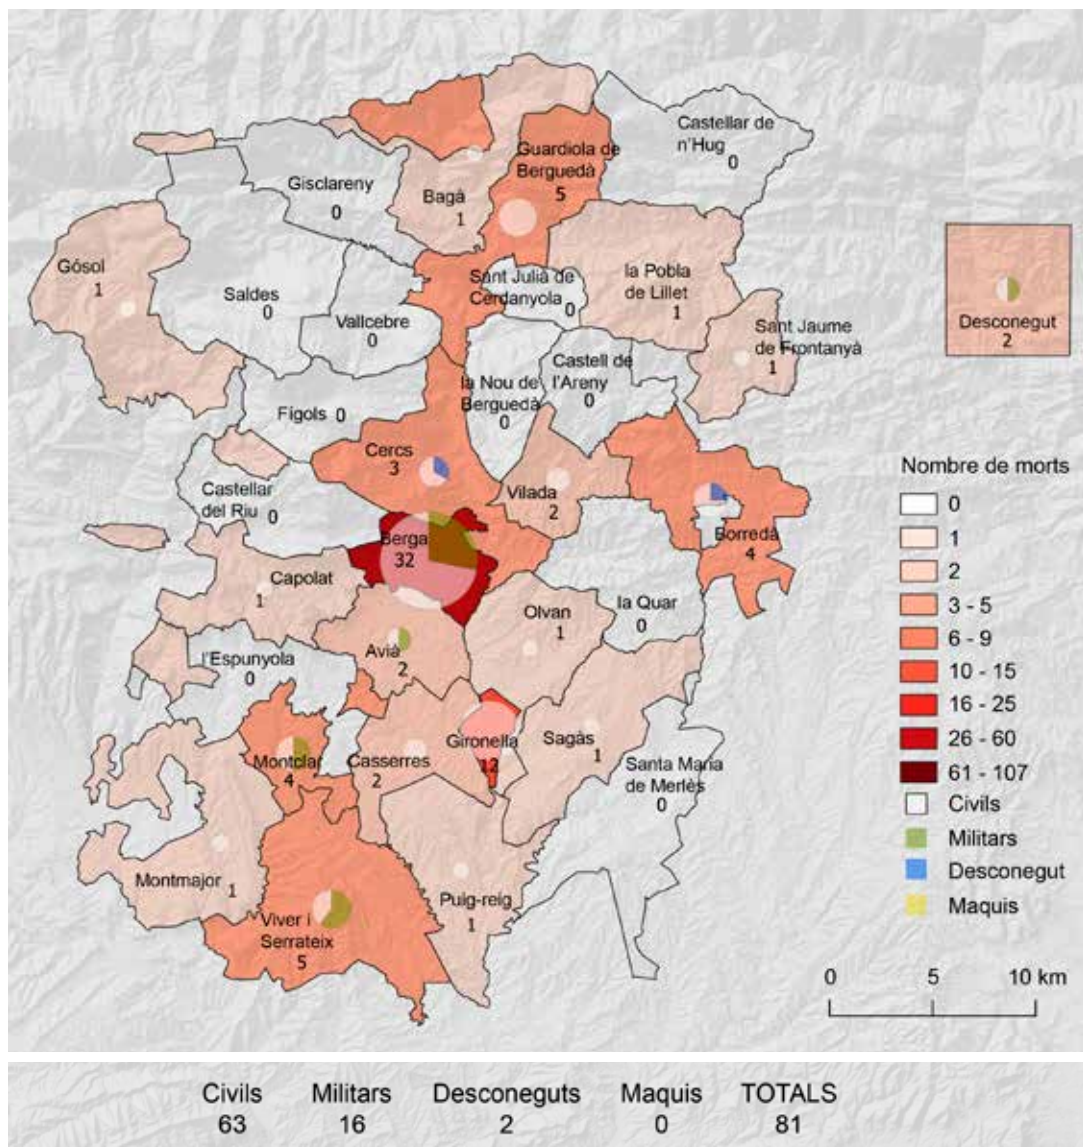 Castellar de
n'Hug
0
Guardiola de
Berguedà
5
Gisclareny
0
Bagà
1
Gósol
1
Saldes
0
Vallcebre
0
Sant Julià de
Cerdanyola
0
la Pobla
de Lillet
1
Sant Jaume
de Frontanyà
1
Desconegut
2
Fígols 0
la Nou de
Berguedà
0
Castell de
l'Areny
0
Cercs
3
Castellar
del Riu
0
Vilada
2
Borredà
4
Berga
32
Capolat
1
Olvan
1
la Quar
0
Avià
2
l'Espunyola
0
Montclar
4
Casserres
2
Gironella
12
Sagàs
1
Santa Maria
de Merlès
0
Montmajor
1
Puig-reig
1
Viver i
Serrateix
5
Nombre de morts
0
1
2
3 - 5
6 - 9
10 - 15
16 - 25
26 - 60
61 - 107
Civils
Militars
Desconegut
Maquis
0 5 10 km
Civils Militars Desconeguts Maquis TOTALS
63 16 2 0 81